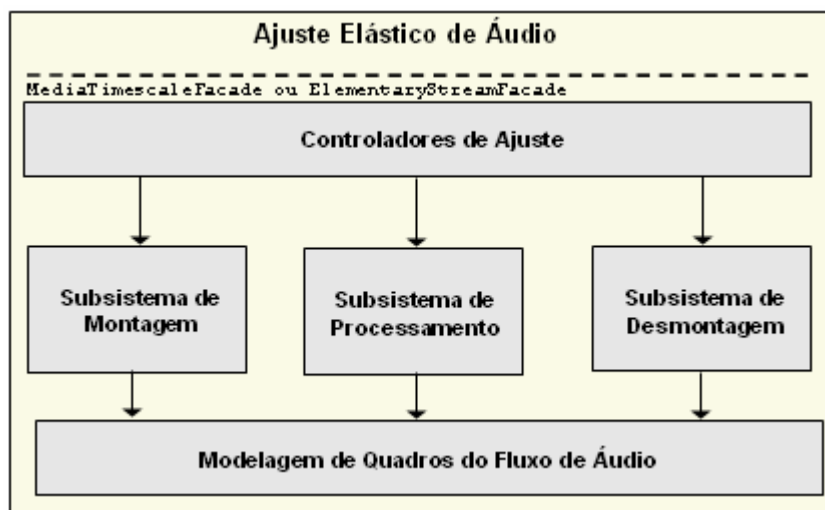 Ajuste Elástico de Áudio
MediaTimescaleFacade ou ElementaryStreamFacade
Controladores de Ajuste
Subsistema de
Montagem
Subsistema de
Processamento
Subsistema de
Desmontagem
Modelagem de Quadros do Fluxo de Áudio